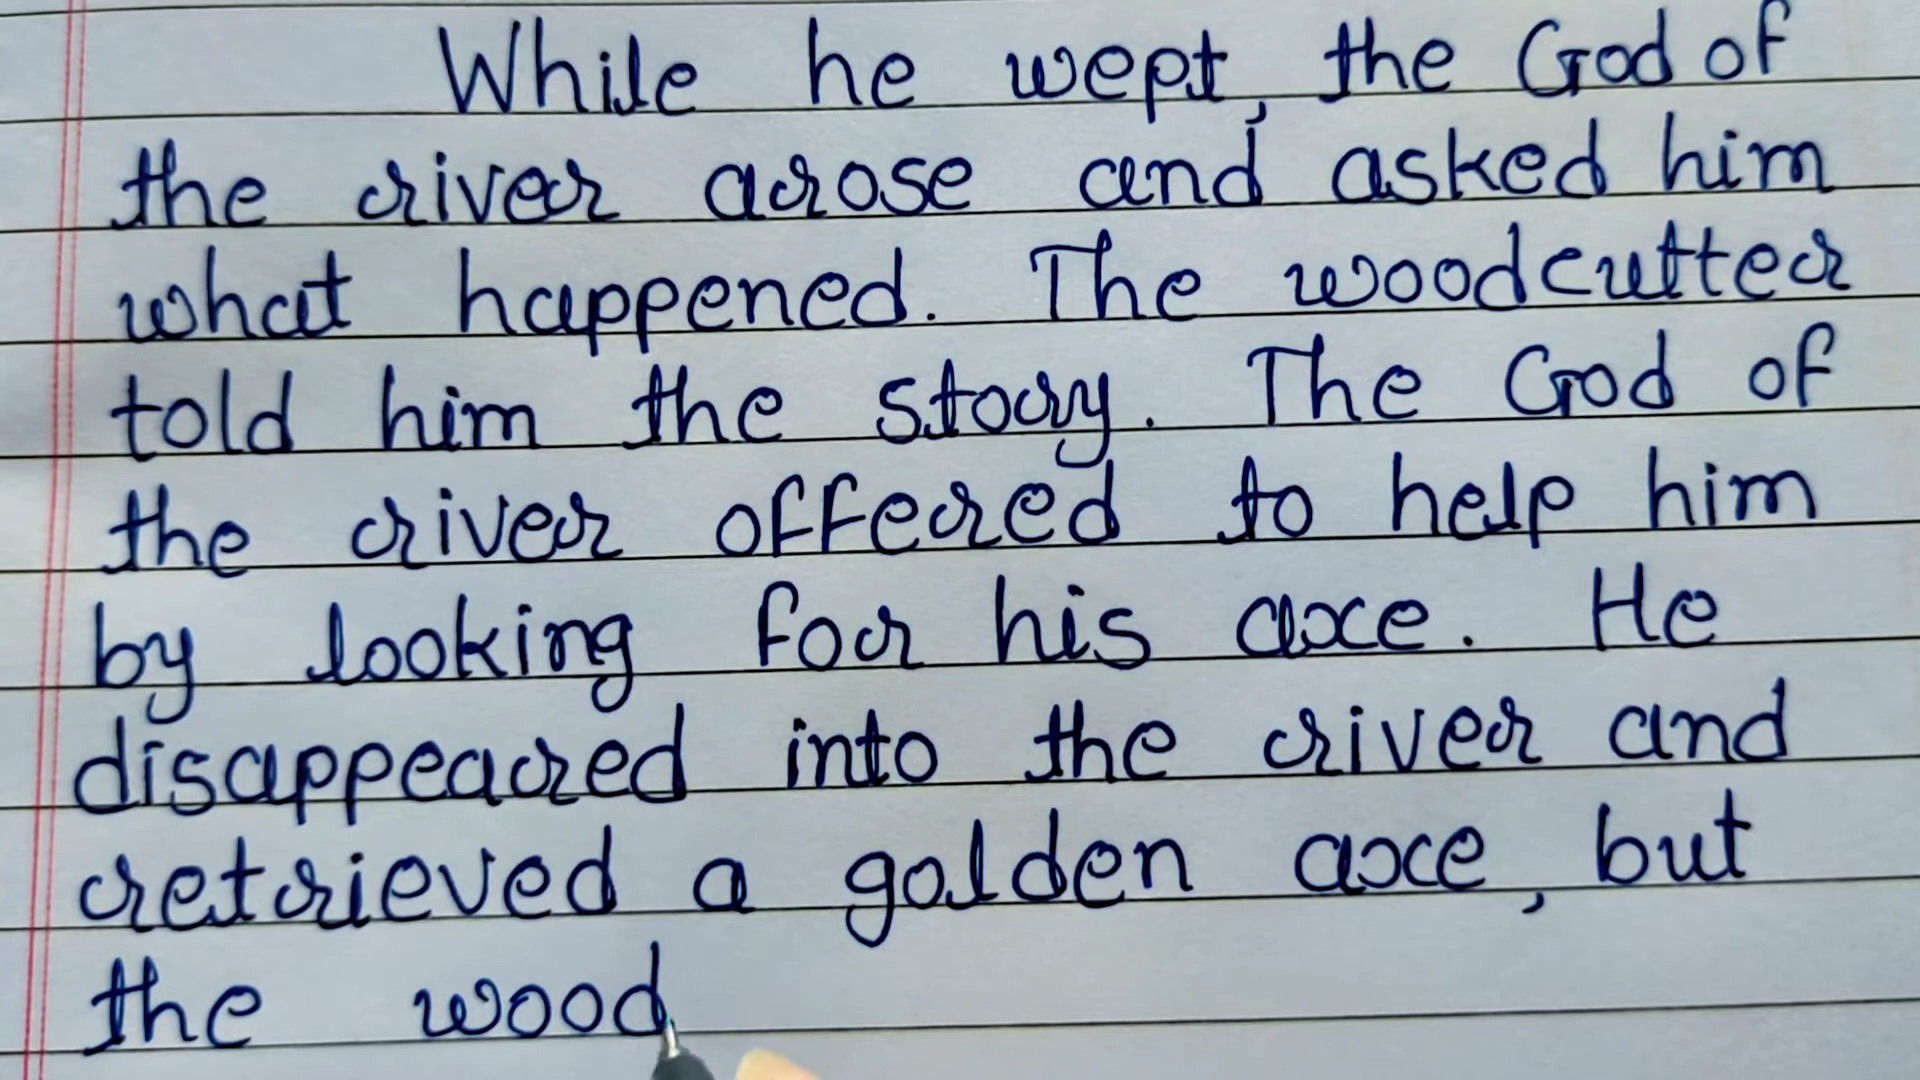 While he wept, the God of
the river arose and asked him
what happened. The woodcutter
told him the story. The God of
the river offered to help him
by looking for his axe. He
disappeared into the river and
retrieved a golden axe, but
the wood